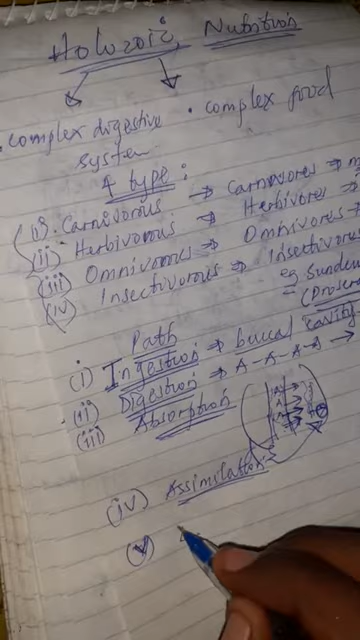 Holozoic Nutrition
• complex digestive system
• complex food
4 type:
(i) Carnivorous → Carnivores →
(ii) Herbivorous → Herbivores →
(iii) Omnivorous → Omnivores →
(iv) Insectivorous → Insectivores
eg Sundew
(Drosera
Path
(i) Ingestion → buccal cavity
(ii) Digestion → A-A-A-A →
(iii) Absorption
(iv) Assimilation
(v)